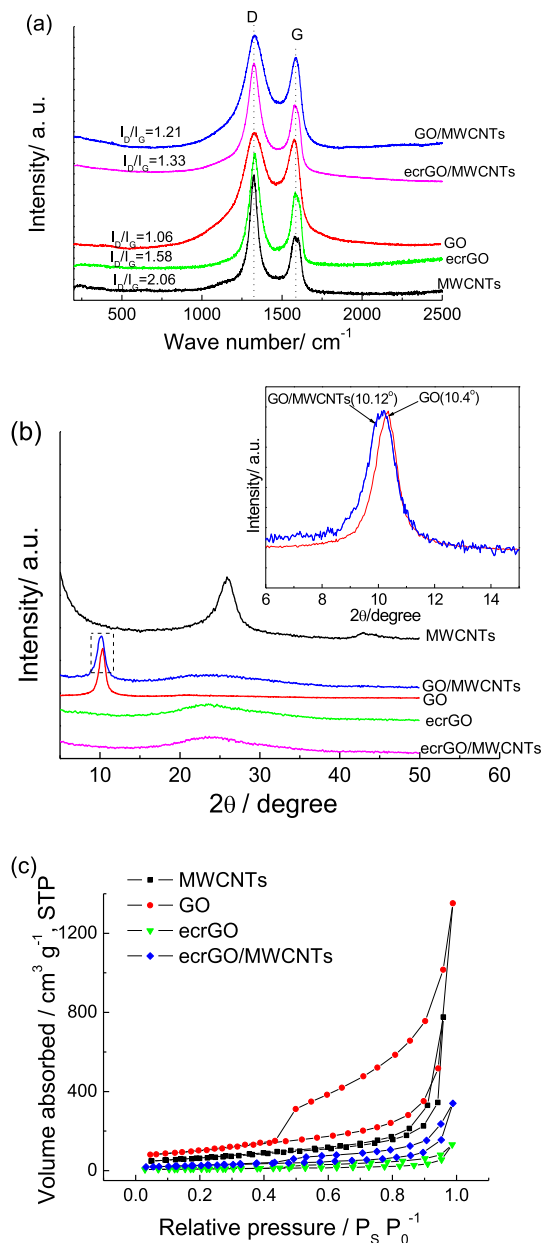 (a)
D
G
Intensity/ a. u.
I_D/I_G=1.21
GO/MWCNTs
I_D/I_G=1.33
ecrGO/MWCNTs
I_D/I_G=1.06
GO
I_D/I_G=1.58
ecrGO
I_D/I_G=2.06
MWCNTs
500 1000 1500 2000 2500
Wave number/ cm⁻¹
(b)
GO/MWCNTs(10.12°)
GO(10.4°)
Intensity/ a.u.
6 8 10 12 14
2θ/degree
Intensity/ a.u.
MWCNTs
GO/MWCNTs
GO
ecrGO
ecrGO/MWCNTs
10 20 30 40 50 60
2θ / degree
(c)
MWCNTs
GO
ecrGO
ecrGO/MWCNTs
Volume absorbed / cm³ g⁻¹, STP
1200
800
400
0
0.0 0.2 0.4 0.6 0.8 1.0
Relative pressure / P_S P_0⁻¹